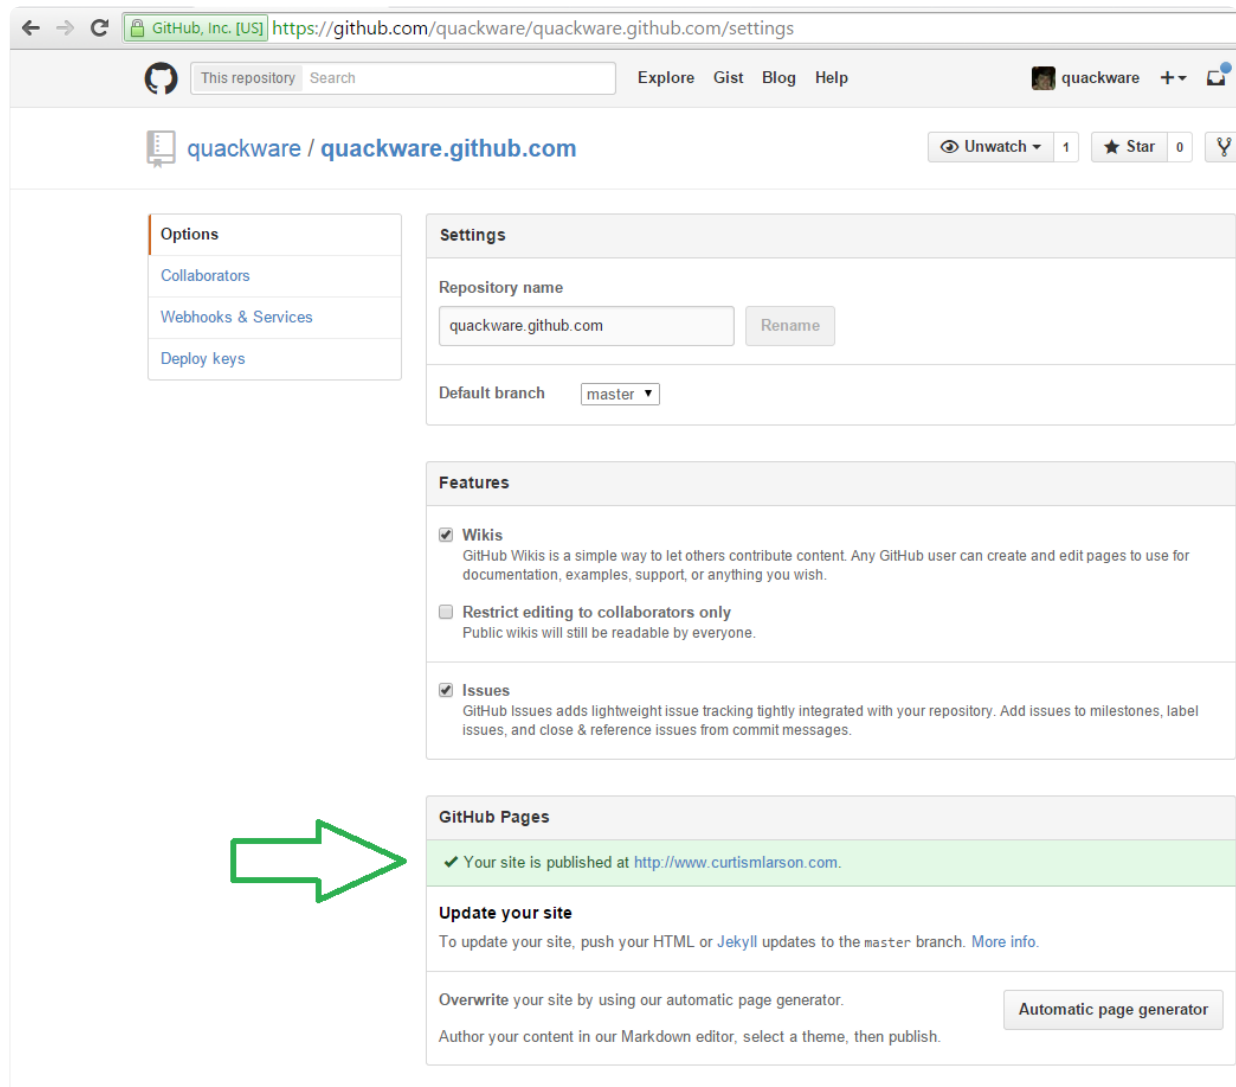 GitHub, Inc. [US] https://github.com/quackware/quackware.github.com/settings
This repository Search Explore Gist Blog Help quackware
quackware / quackware.github.com Unwatch 1 Star 0
Options
Collaborators
Webhooks & Services
Deploy keys
Settings
Repository name
quackware.github.com Rename
Default branch master
Features
Wikis
GitHub Wikis is a simple way to let others contribute content. Any GitHub user can create and edit pages to use for
documentation, examples, support, or anything you wish.
Restrict editing to collaborators only
Public wikis will still be readable by everyone.
Issues
GitHub Issues adds lightweight issue tracking tightly integrated with your repository. Add issues to milestones, label
issues, and close & reference issues from commit messages.
GitHub Pages
Your site is published at http://www.curtismlarson.com.
Update your site
To update your site, push your HTML or Jekyll updates to the master branch. More info.
Overwrite your site by using our automatic page generator.
Automatic page generator
Author your content in our Markdown editor, select a theme, then publish.